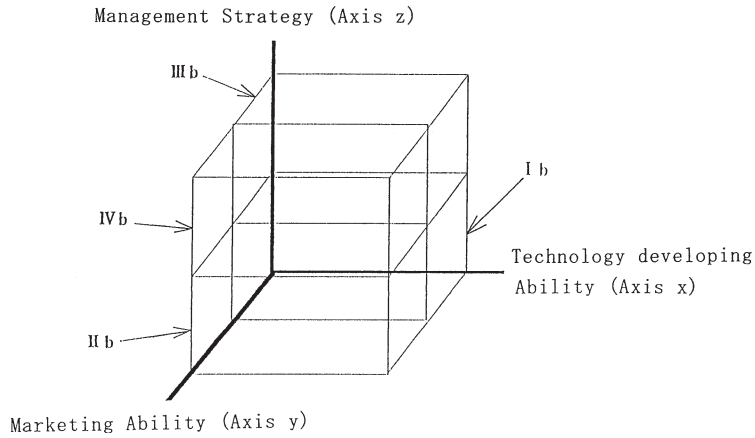 Management Strategy (Axis z)
Ⅲb
Ⅰb
Ⅳb
Technology developing
Ability (Axis x)
Ⅱb
Marketing Ability (Axis y)